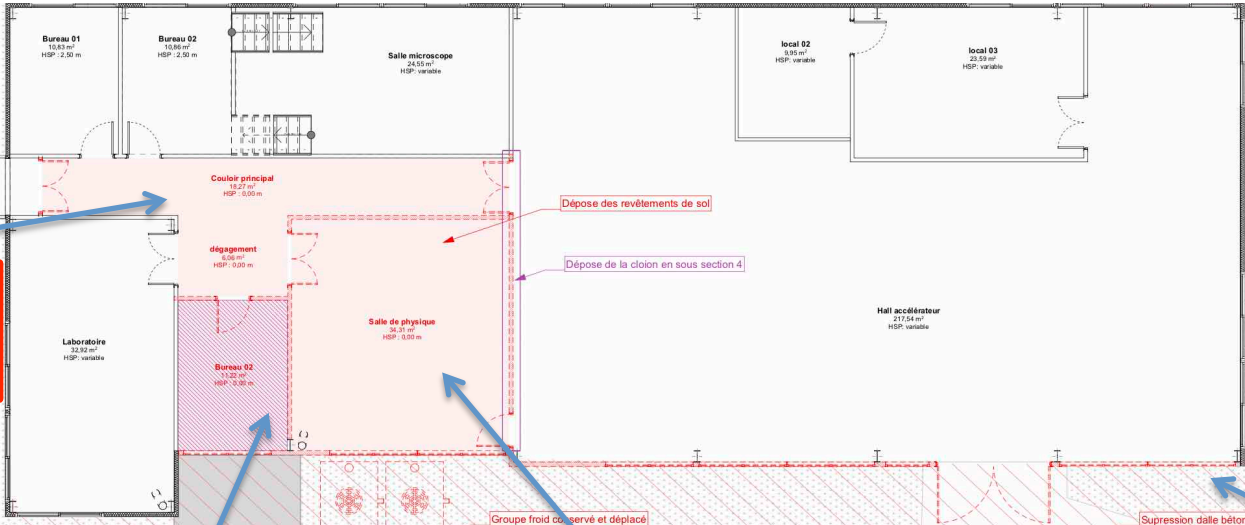 Bureau 01
10,83 m²
HSP : 2,50 m
Bureau 02
10,86 m²
HSP : 2,50 m
Salle microscope
24,55 m²
HSP: variable
local 02
9,95 m²
HSP: variable
local 03
23,59 m²
HSP: variable
Couloir principal
18,27 m²
HSP : 0,00 m
Dépose des revêtements de sol
dégagement
6,06 m²
HSP : 0,00 m
Dépose de la cloion en sous section 4
Hall accélérateur
217,54 m²
HSP: variable
Salle de physique
34,31 m²
HSP : 0,00 m
Laboratoire
32,92 m²
HSP: variable
Bureau 02
11,22 m²
HSP : 0,00 m
Groupe froid conservé et déplacé
Supression dalle béton